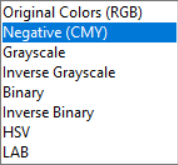 Original Colors (RGB)
Negative (CMY)
Grayscale
Inverse Grayscale
Binary
Inverse Binary
HSV
LAB